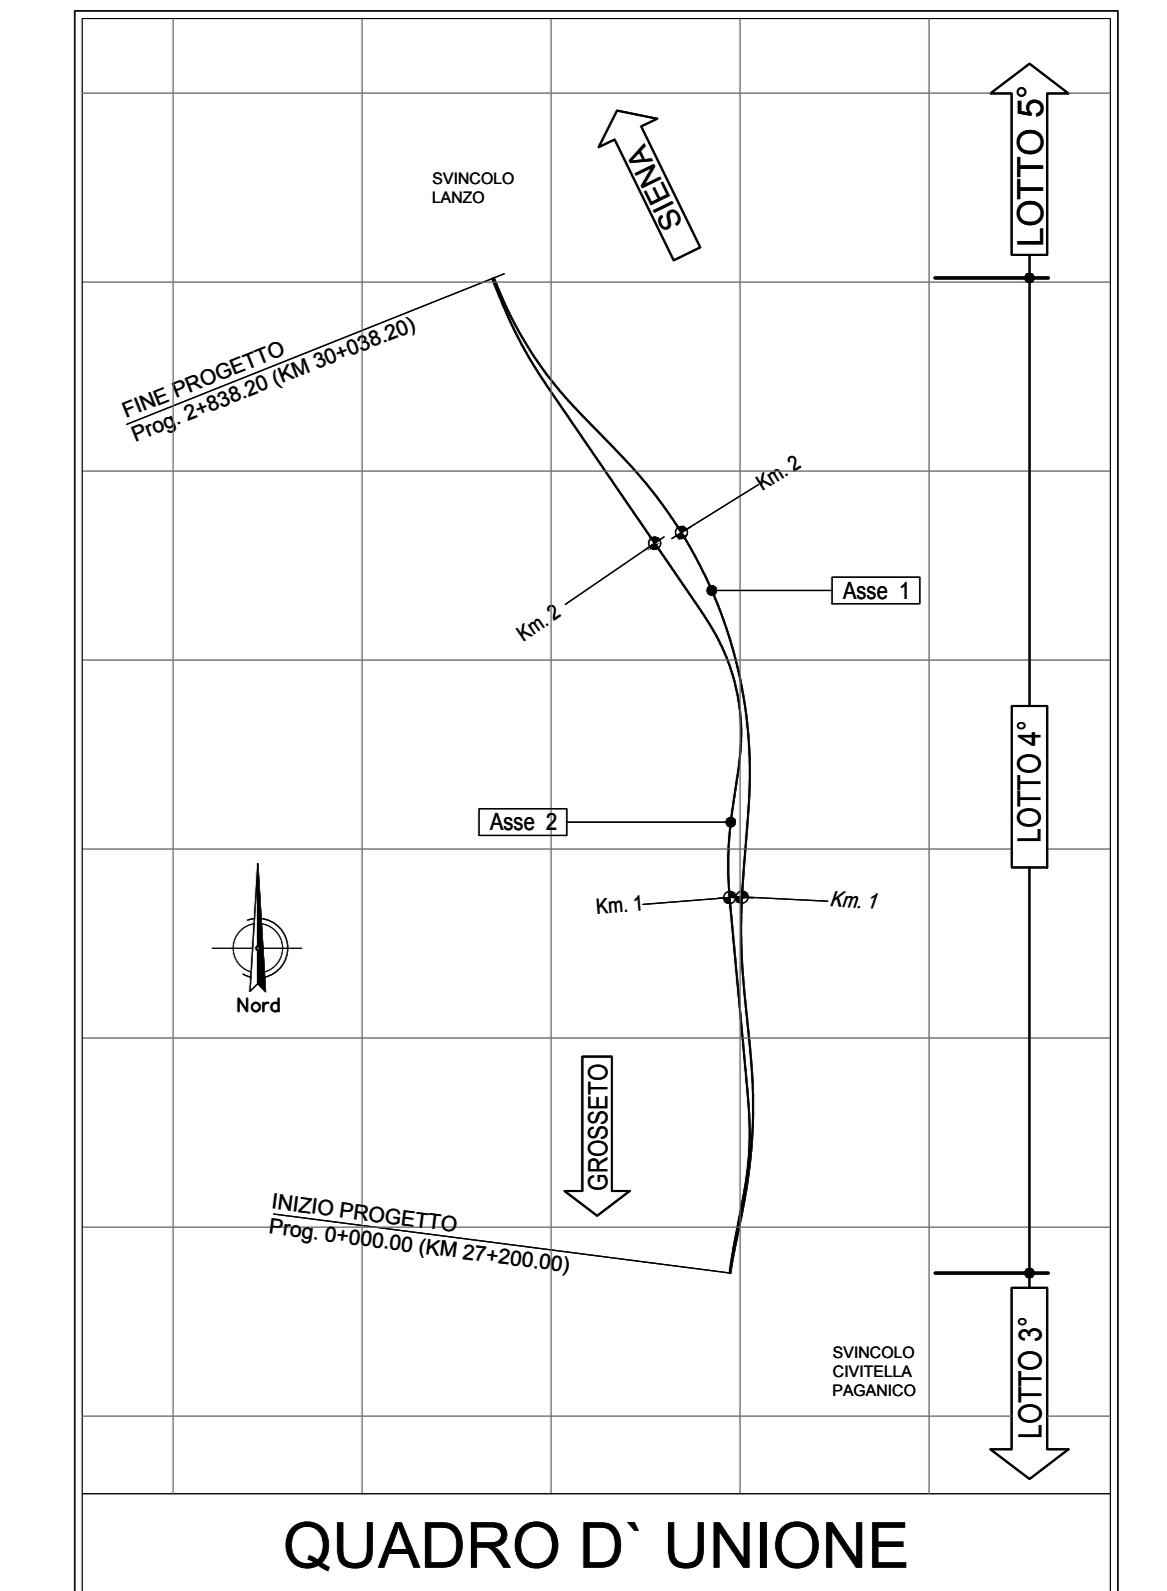 LOTTO 5°
SIENA
SVINCOLO
LANZO
FINE PROGETTO
Prog. 2+838.20 (KM 30+038.20)
Km. 2
Km. 2
Asse 1
LOTTO 4°
Asse 2
Km. 1
Km. 1
Nord
GROSSETO
INIZIO PROGETTO
Prog. 0+000.00 (KM 27+200.00)
SVINCOLO
CIVITELLA
PAGANICO
LOTTO 3°
QUADRO D` UNIONE